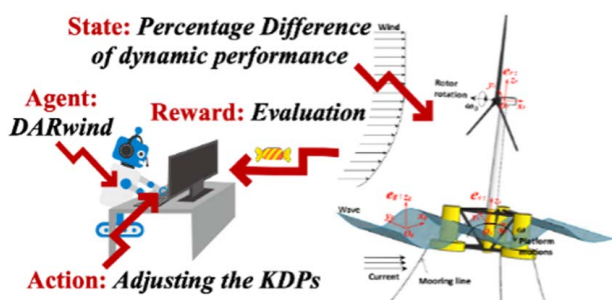 State: Percentage Difference
of dynamic performance
Wind
Agent:
DARwind
Reward: Evaluation
Rotor
rotation
Wave
Platform
motions
Current
Mooring line
Action: Adjusting the KDPs